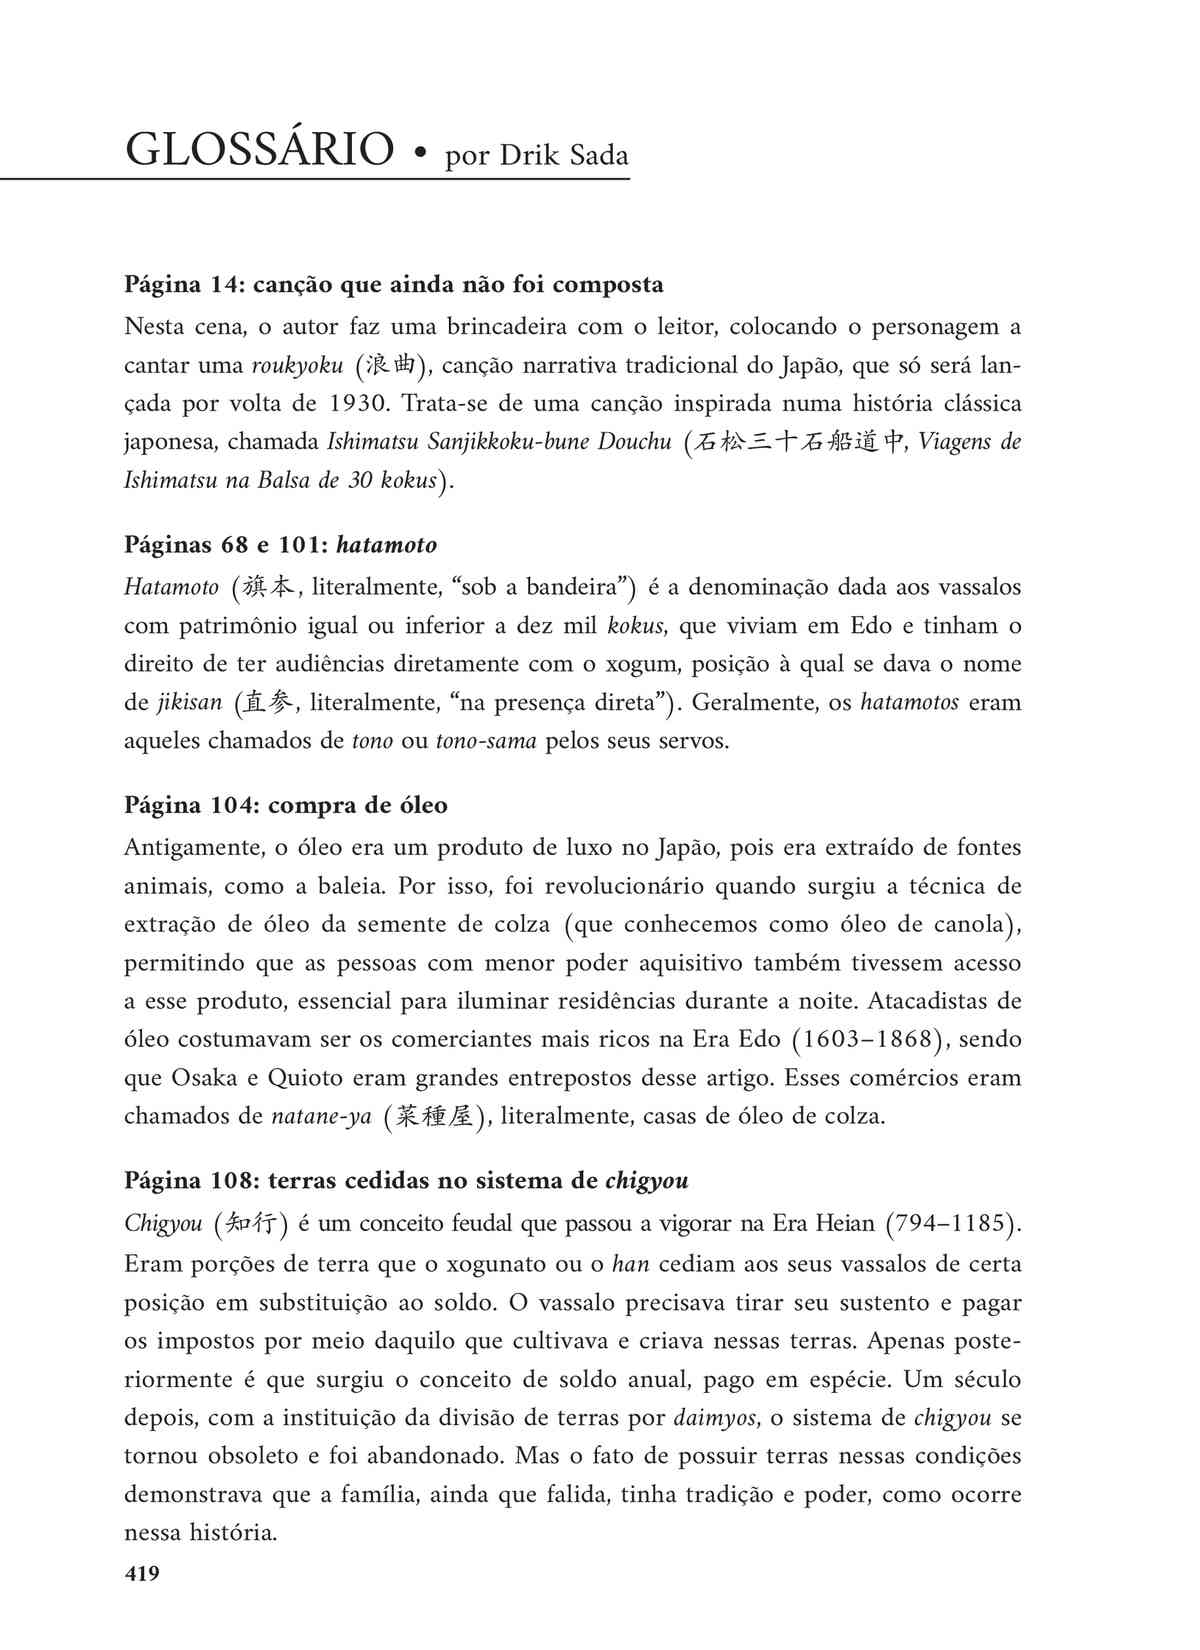 GLOSSÁRIO • por Drik Sada
Página 14: canção que ainda não foi composta
Nesta cena, o autor faz uma brincadeira com o leitor, colocando o personagem a
cantar uma roukyoku (浪曲), canção narrativa tradicional do Japão, que só será lan-
çada por volta de 1930. Trata-se de uma canção inspirada numa história clássica
japonesa, chamada Ishimatsu Sanjikkoku-bune Douchu (石松三十石船道中, Viagens de
Ishimatsu na Balsa de 30 kokus).
Páginas 68 e 101: hatamoto
Hatamoto (旗本, literalmente, “sob a bandeira”) é a denominação dada aos vassalos
com patrimônio igual ou inferior a dez mil kokus, que viviam em Edo e tinham o
direito de ter audiências diretamente com o xogum, posição à qual se dava o nome
de jikisan (直参, literalmente, “na presença direta”). Geralmente, os hatamotos eram
aqueles chamados de tono ou tono-sama pelos seus servos.
Página 104: compra de óleo
Antigamente, o óleo era um produto de luxo no Japão, pois era extraído de fontes
animais, como a baleia. Por isso, foi revolucionário quando surgiu a técnica de
extração de óleo da semente de colza (que conhecemos como óleo de canola),
permitindo que as pessoas com menor poder aquisitivo também tivessem acesso
a esse produto, essencial para iluminar residências durante a noite. Atacadistas de
óleo costumavam ser os comerciantes mais ricos na Era Edo (1603–1868), sendo
que Osaka e Quioto eram grandes entrepostos desse artigo. Esses comércios eram
chamados de natane-ya (菜種屋), literalmente, casas de óleo de colza.
Página 108: terras cedidas no sistema de chigyou
Chigyou (知行) é um conceito feudal que passou a vigorar na Era Heian (794–1185).
Eram porções de terra que o xogunato ou o han cediam aos seus vassalos de certa
posição em substituição ao soldo. O vassalo precisava tirar seu sustento e pagar
os impostos por meio daquilo que cultivava e criava nessas terras. Apenas poste-
riormente é que surgiu o conceito de soldo anual, pago em espécie. Um século
depois, com a instituição da divisão de terras por daimyos, o sistema de chigyou se
tornou obsoleto e foi abandonado. Mas o fato de possuir terras nessas condições
demonstrava que a família, ainda que falida, tinha tradição e poder, como ocorre
nessa história.
419